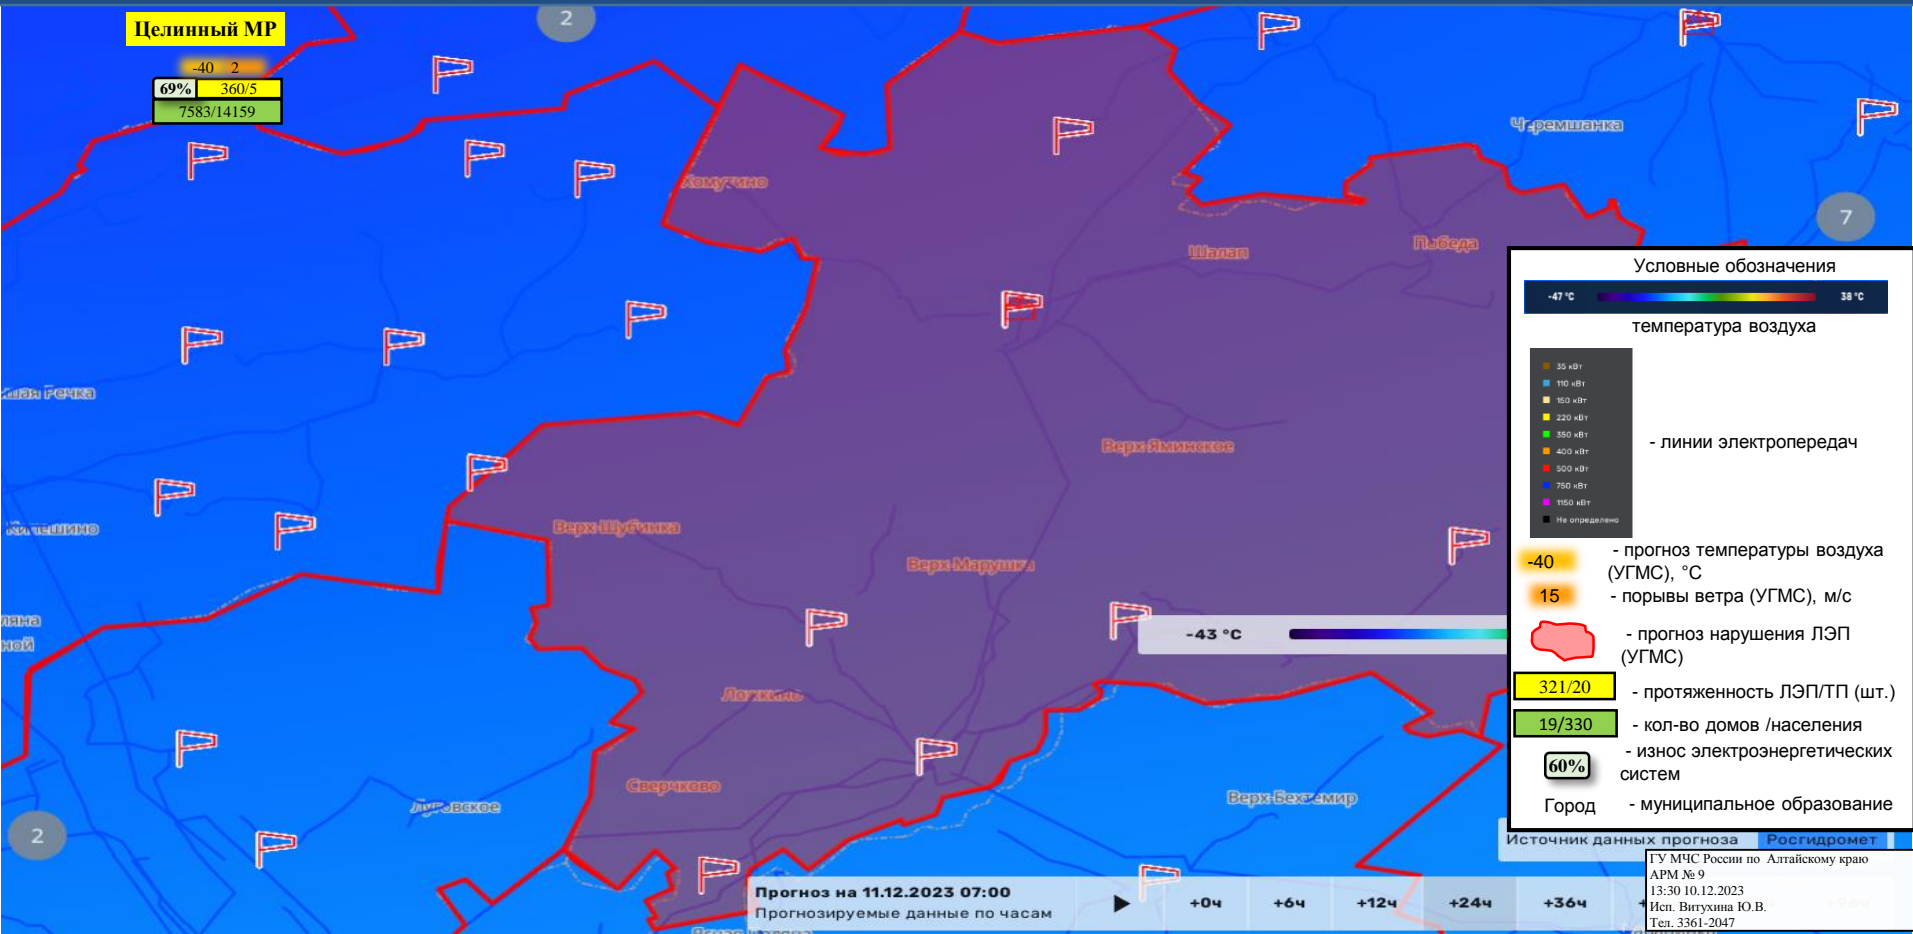 Целинный МР
-40 2
69% 360/5
7583/14159
2
Черемшанка
7
Хомутино
Шалап
Победа
Верх-Яминское
Верх-Шубинка
Верх-Марушка
Ложкино
Сверчково
Луговское
Верх-Бехтемир
2
-43 °C
Условные обозначения
-47 °C 38 °C
температура воздуха
35 кВт
110 кВт
150 кВт
220 кВт
350 кВт
400 кВт
500 кВт
750 кВт
1150 кВт
Не определено
- линии электропередач
-40 - прогноз температуры воздуха
(УГМС), °С
15 - порывы ветра (УГМС), м/с
- прогноз нарушения ЛЭП
(УГМС)
321/20 - протяженность ЛЭП/ТП (шт.)
19/330 - кол-во домов /населения
60% - износ электроэнергетических
систем
Город - муниципальное образование
Источник данных прогноза Росгидромет
Прогноз на 11.12.2023 07:00
Прогнозируемые данные по часам
+0ч +6ч +12ч +24ч +36ч
ГУ МЧС России по Алтайскому краю
АРМ № 9
13:30 10.12.2023
Исп. Витухина Ю.В.
Тел. 3361-2047